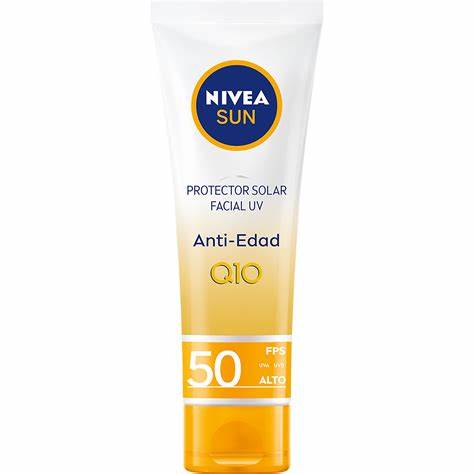 NIVEA
SUN
PROTECTOR SOLAR
FACIAL UV
Anti-Edad
Q10
50
FPS
UVA UVB
ALTO